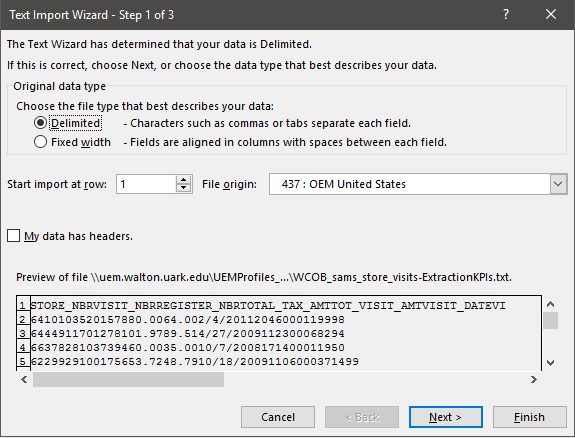 Text Import Wizard - Step 1 of 3 ? ×
The Text Wizard has determined that your data is Delimited.
If this is correct, choose Next, or choose the data type that best describes your data.
Original data type
Choose the file type that best describes your data:
Delimited - Characters such as commas or tabs separate each field.
Fixed width - Fields are aligned in columns with spaces between each field.
Start import at row: 1 File origin: 437 : OEM United States
My data has headers.
Preview of file \\uem.walton.uark.edu\UEMProfiles_...\WCOB_sams_store_visits-ExtractionKPIs.txt.
1 STORE_NBRVISIT_NBRREGISTER_NBRTOTAL_TAX_AMTTOT_VISIT_AMTVISIT_DATEVI
2 6410103520157880.0064.002/4/20112046000119998
3 6444911701278101.9789.514/27/2009112300068294
4 6637828103739460.0035.0010/7/2008171400011950
5 6229929100175653.7248.7910/18/20091106000371499
Cancel < Back Next > Finish